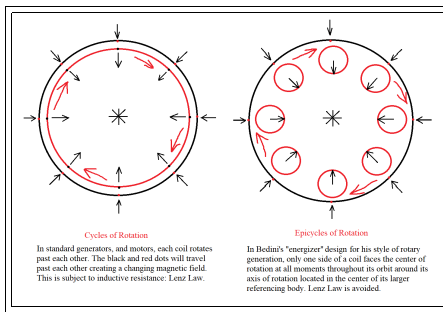 Cycles of Rotation
In standard generators, and motors, each coil rotates
past each other. The black and red dots will travel
past each other creating a changing magnetic field.
This is subject to inductive resistance: Lenz Law.
Epicycles of Rotation
In Bedini's "energizer" design for his style of rotary
generation, only one side of a coil faces the center of
rotation at all moments throughout its orbit around its
axis of rotation located in the center of its larger
referencing body. Lenz Law is avoided.